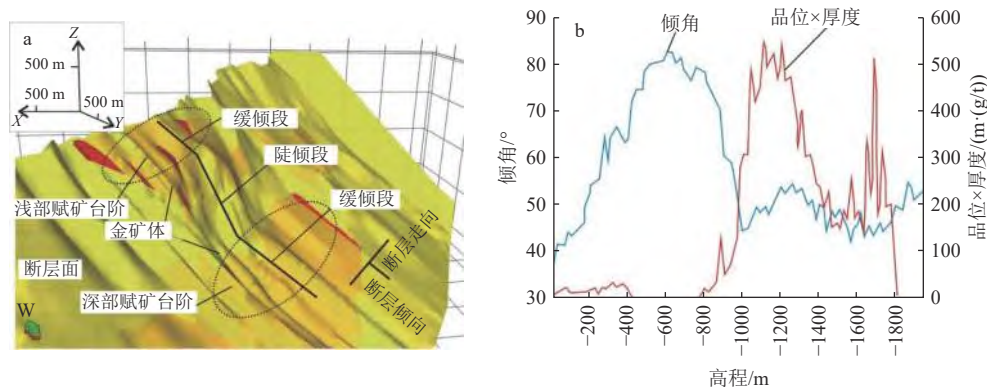 a
Z
500 m
500 m
500 m
X
Y
缓倾段
陡倾段
缓倾段
浅部赋矿台阶
金矿体
断层面
深部赋矿台阶
断层走向
断层倾向
W
b
倾角
品位×厚度
90
80
70
60
50
40
30
倾角/°
600
500
400
300
200
100
0
品位×厚度/(m·(g/t))
−200
−400
−600
−800
−1000
−1200
−1400
−1600
−1800
高程/m